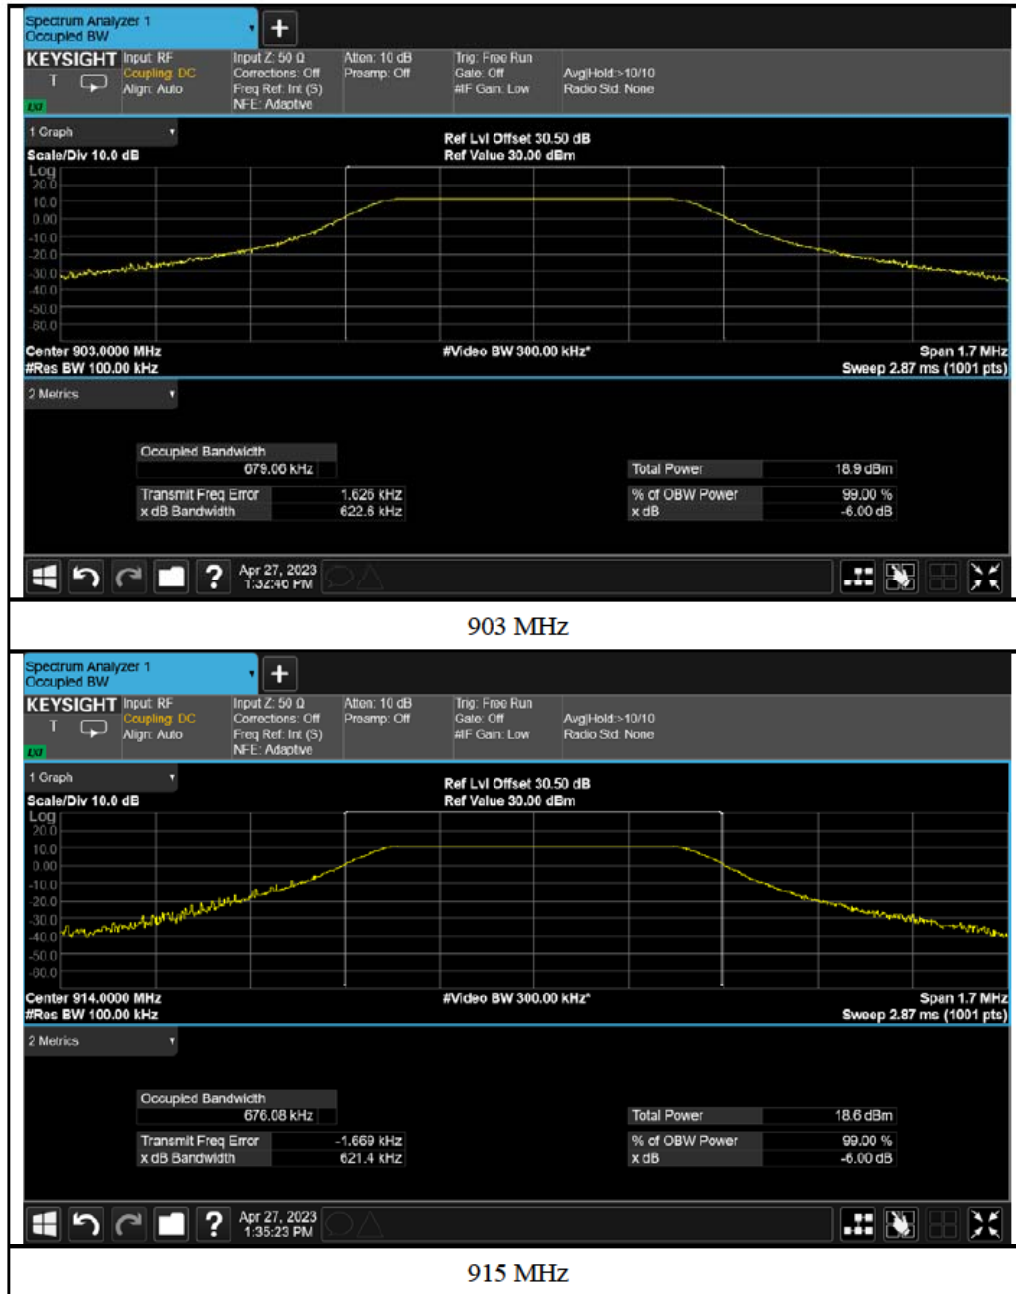 Spectrum Analyzer 1
Occupied BW
+
KEYSIGHT Input: RF Input Z: 50 Ω Atten: 10 dB Trig: Free Run
Coupling: DC Corrections: Off Preamp: Off Gate: Off Avg|Hold:>10/10
T Align: Auto Freq Ref: Int (S) #IF Gain: Low Radio Std: None
LXI NFE: Adaptive
1 Graph
Ref Lvl Offset 30.50 dB
Scale/Div 10.0 dB Ref Value 30.00 dBm
Log
20.0
10.0
0.00
-10.0
-20.0
-30.0
-40.0
-50.0
-60.0
Center 903.0000 MHz #Video BW 300.00 kHz* Span 1.7 MHz
#Res BW 100.00 kHz Sweep 2.87 ms (1001 pts)
2 Metrics
Occupied Bandwidth
679.06 kHz Total Power 18.9 dBm
Transmit Freq Error 1.626 kHz % of OBW Power 99.00 %
x dB Bandwidth 622.6 kHz x dB -6.00 dB
? Apr 27, 2023
1:32:46 PM
903 MHz
Spectrum Analyzer 1
Occupied BW
+
KEYSIGHT Input: RF Input Z: 50 Ω Atten: 10 dB Trig: Free Run
Coupling: DC Corrections: Off Preamp: Off Gate: Off Avg|Hold:>10/10
T Align: Auto Freq Ref: Int (S) #IF Gain: Low Radio Std: None
LXI NFE: Adaptive
1 Graph
Ref Lvl Offset 30.50 dB
Scale/Div 10.0 dB Ref Value 30.00 dBm
Log
20.0
10.0
0.00
-10.0
-20.0
-30.0
-40.0
-50.0
-60.0
Center 914.0000 MHz #Video BW 300.00 kHz* Span 1.7 MHz
#Res BW 100.00 kHz Sweep 2.87 ms (1001 pts)
2 Metrics
Occupied Bandwidth
676.08 kHz Total Power 18.6 dBm
Transmit Freq Error -1.669 kHz % of OBW Power 99.00 %
x dB Bandwidth 621.4 kHz x dB -6.00 dB
? Apr 27, 2023
1:35:23 PM
915 MHz